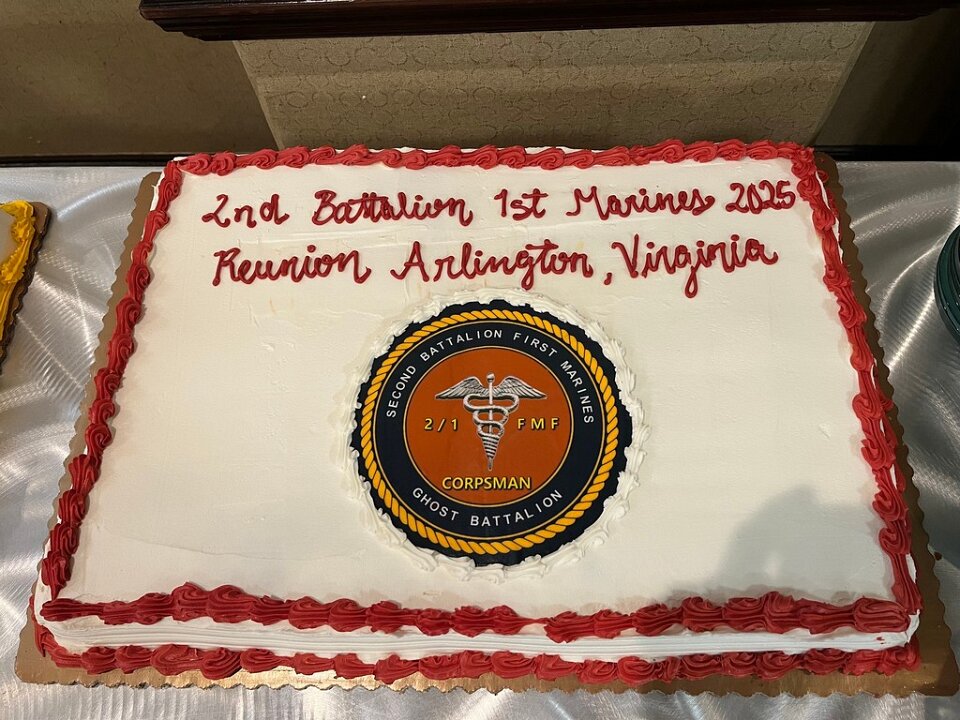 2nd Battalion 1st Marines 2025
Reunion Arlington, Virginia
SECOND BATTALION FIRST MARINES
2/1 FMF
CORPSMAN
GHOST BATTALION